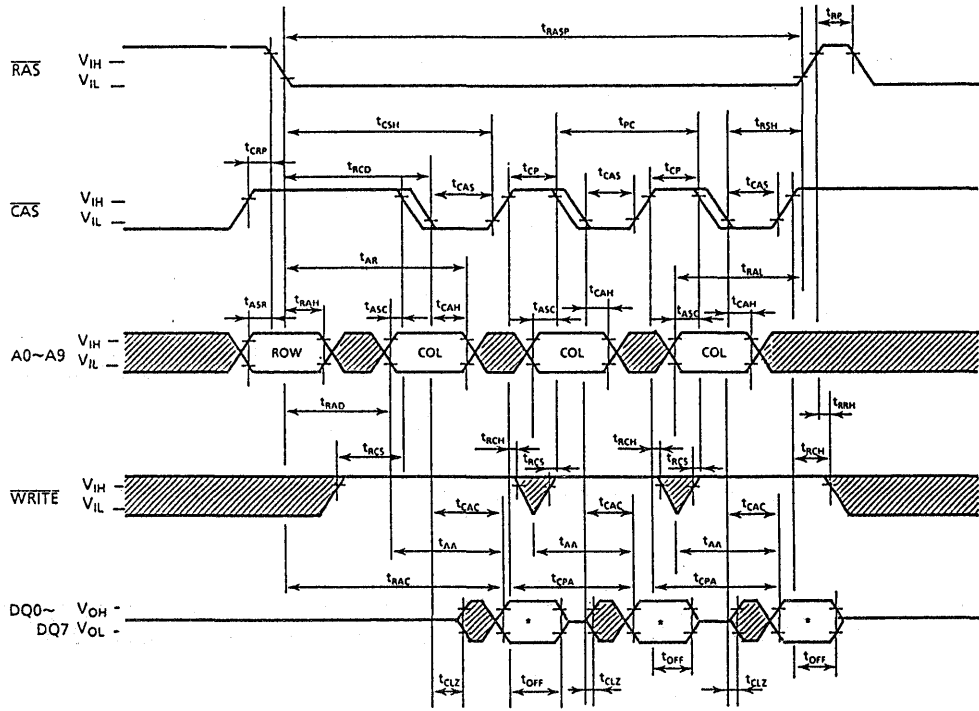 tRP
tRASP
RAS VIH
VIL
tCSH tPC tRSH
tCRP tRCD tCP tCP
tCAS tCAS tCAS
CAS VIH
VIL
tAR tRAL
tASR tRAH tASC tCAH tASC tCAH tASC tCAH
A0~A9 VIH
VIL
ROW COL COL COL
tRAD tRRH
tRCS tRCH tRCS tRCH tRCS tRCH
WRITE VIH
VIL
tCAC tCAC tCAC
tAA tAA tAA
tRAC tCPA tCPA
DQ0~ VOH
DQ7 VOL
* * *
tCLZ tOFF tCLZ tOFF tCLZ tOFF